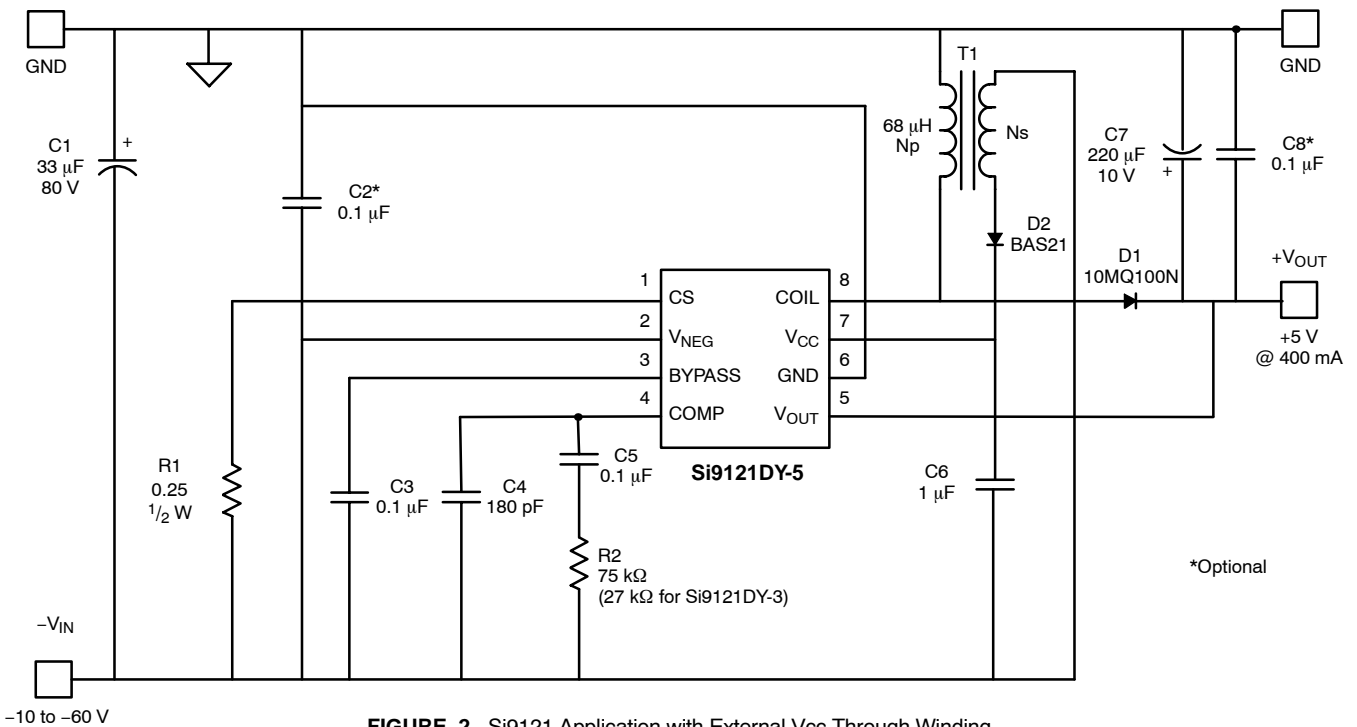 GND
GND
T1
C1
33 μF
80 V
+
68 μH
Np
Ns
C7
220 μF
10 V
+
C8*
0.1 μF
C2*
0.1 μF
D2
BAS21
D1
10MQ100N
+VOUT
+5 V
@ 400 mA
1
CS
COIL
8
2
VNEG
VCC
7
3
BYPASS
GND
6
4
COMP
VOUT
5
Si9121DY-5
R1
0.25
1/2 W
C3
0.1 μF
C4
180 pF
C5
0.1 μF
C6
1 μF
R2
75 kΩ
(27 kΩ for Si9121DY-3)
*Optional
–VIN
–10 to –60 V
FIGURE 2. Si9121 Application with External Vcc Through Winding